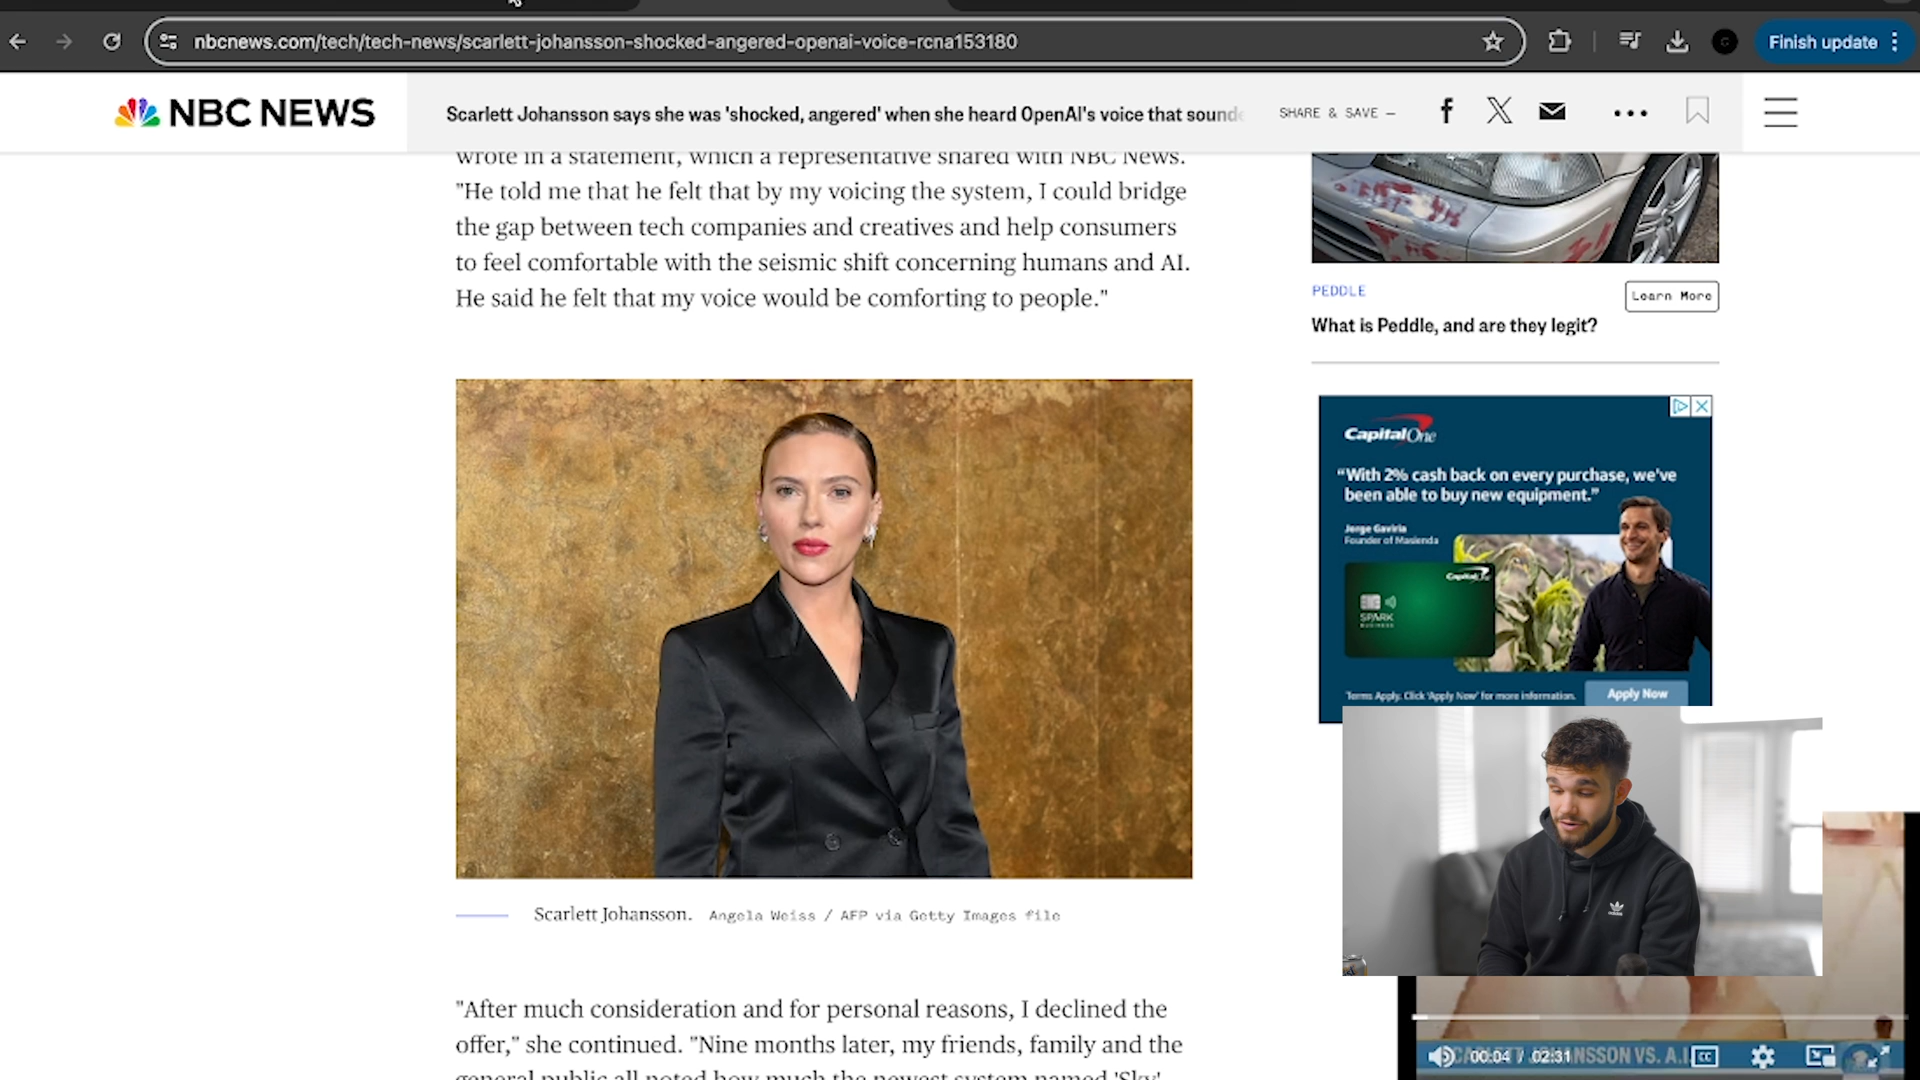 nbcnews.com/tech/tech-news/scarlett-johansson-shocked-angered-openai-voice-rcna153180
Finish update
NBC NEWS
Scarlett Johansson says she was 'shocked, angered' when she heard OpenAI's voice that sound
SHARE & SAVE —
wrote in a statement, which a representative shared with NBC News.
"He told me that he felt that by my voicing the system, I could bridge
the gap between tech companies and creatives and help consumers
to feel comfortable with the seismic shift concerning humans and AI.
He said he felt that my voice would be comforting to people."
Scarlett Johansson. Angela Weiss / AFP via Getty Images file
"After much consideration and for personal reasons, I declined the
offer," she continued. "Nine months later, my friends, family and the
general public all noted how much the newest system named 'Sky'
PEDDLE
Learn More
What is Peddle, and are they legit?
Capital One
"With 2% cash back on every purchase, we've
been able to buy new equipment."
Jorge Gaviria
Founder of Masienda
Capital One
SPARK
BUSINESS
Terms Apply. Click 'Apply Now' for more information.
Apply Now
00:04 / 02:31
SCARLETT JOHANSSON VS. A.I.
CC